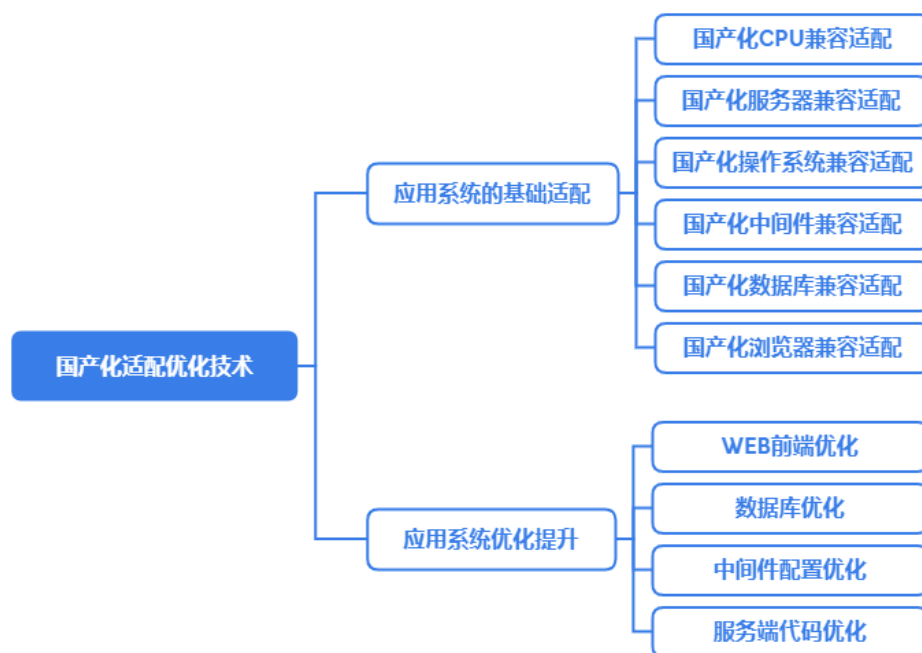 国产化适配优化技术
应用系统的基础适配
国产化CPU兼容适配
国产化服务器兼容适配
国产化操作系统兼容适配
国产化中间件兼容适配
国产化数据库兼容适配
国产化浏览器兼容适配
应用系统优化提升
WEB前端优化
数据库优化
中间件配置优化
服务端代码优化